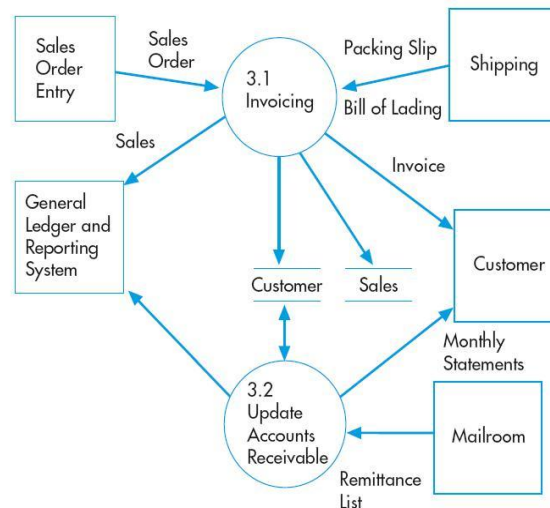 Sales
Order
Entry
Sales
Order
3.1
Invoicing
Packing Slip
Bill of Lading
Shipping
Sales
Invoice
General
Ledger and
Reporting
System
Customer
Sales
Customer
Monthly
Statements
3.2
Update
Accounts
Receivable
Mailroom
Remittance
List